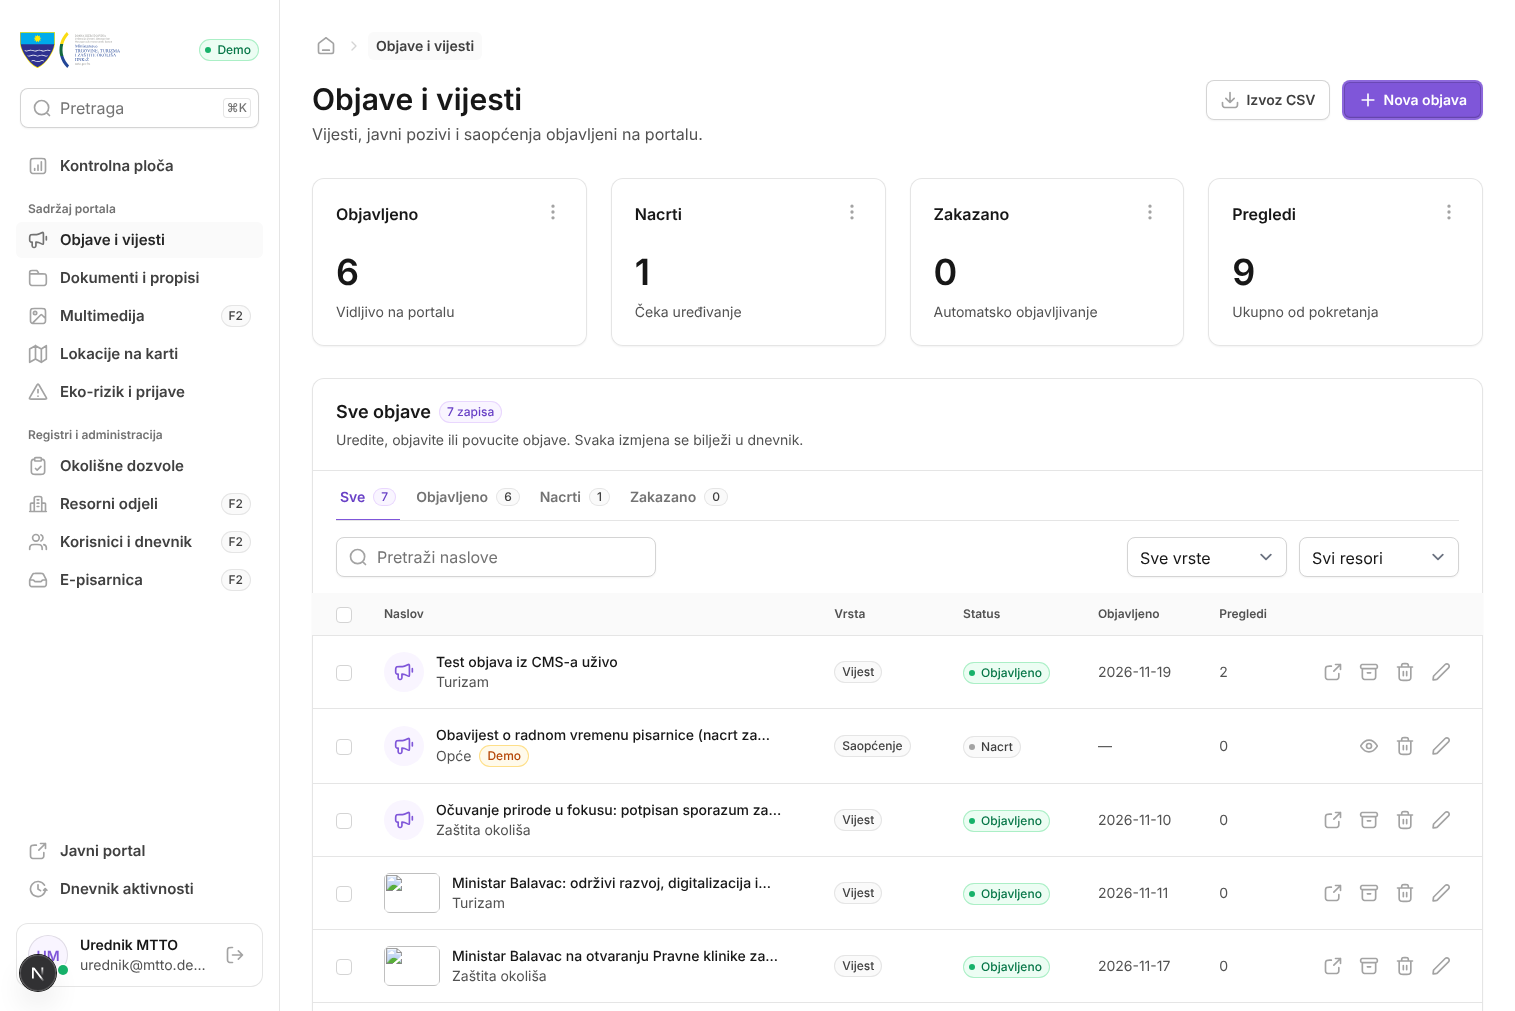 Demo
Pretraga
⌘K
Kontrolna ploča
Sadržaj portala
Objave i vijesti
Dokumenti i propisi
Multimedija F2
Lokacije na karti
Eko-rizik i prijave
Registri i administracija
Okolišne dozvole
Resorni odjeli F2
Korisnici i dnevnik F2
E-pisarnica F2
Javni portal
Dnevnik aktivnosti
Urednik MTTO
urednik@mtto.de...
N
Objave i vijesti
Objave i vijesti
Vijesti, javni pozivi i saopćenja objavljeni na portalu.
Izvoz CSV
Nova objava
Objavljeno
6
Vidljivo na portalu
Nacrti
1
Čeka uređivanje
Zakazano
0
Automatsko objavljivanje
Pregledi
9
Ukupno od pokretanja
Sve objave 7 zapisa
Uredite, objavite ili povucite objave. Svaka izmjena se bilježi u dnevnik.
Sve 7 Objavljeno 6 Nacrti 1 Zakazano 0
Pretraži naslove
Sve vrste
Svi resori
Naslov Vrsta Status Objavljeno Pregledi
Test objava iz CMS-a uživo
Turizam
Vijest Objavljeno 2026-11-19 2
Obavijest o radnom vremenu pisarnice (nacrt za...
Opće Demo
Saopćenje Nacrt — 0
Očuvanje prirode u fokusu: potpisan sporazum za...
Zaštita okoliša
Vijest Objavljeno 2026-11-10 0
Ministar Balavac: održivi razvoj, digitalizacija i...
Turizam
Vijest Objavljeno 2026-11-11 0
Ministar Balavac na otvaranju Pravne klinike za...
Zaštita okoliša
Vijest Objavljeno 2026-11-17 0